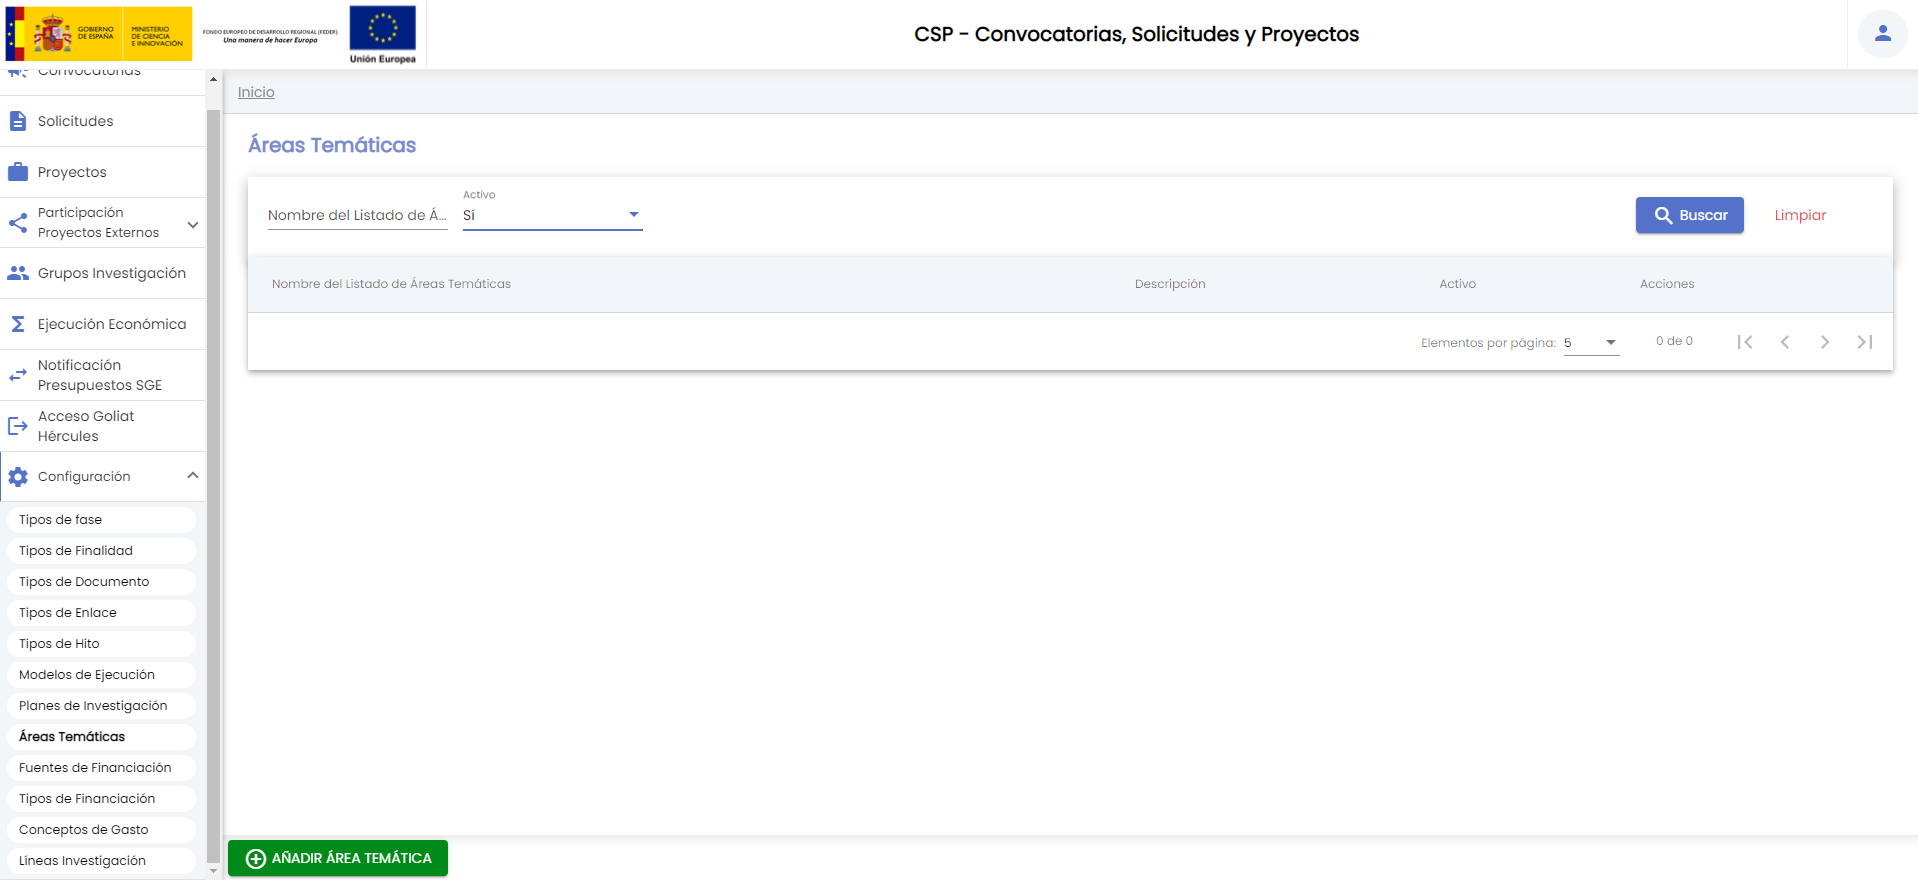 GOBIERNO
DE ESPAÑA
MINISTERIO
DE CIENCIA
E INNOVACIÓN
FONDO EUROPEO DE DESARROLLO REGIONAL (FEDER)
Una manera de hacer Europa
Unión Europea
CSP - Convocatorias, Solicitudes y Proyectos
Convocatorias
Solicitudes
Proyectos
Participación
Proyectos Externos
Grupos Investigación
Ejecución Económica
Notificación
Presupuestos SGE
Acceso Goliat
Hércules
Configuración
Tipos de fase
Tipos de Finalidad
Tipos de Documento
Tipos de Enlace
Tipos de Hito
Modelos de Ejecución
Planes de Investigación
Áreas Temáticas
Fuentes de Financiación
Tipos de Financiación
Conceptos de Gasto
Líneas Investigación
Inicio
Áreas Temáticas
Nombre del Listado de Á...
Activo
Sí
Buscar
Limpiar
Nombre del Listado de Áreas Temáticas Descripción Activo Acciones
Elementos por página: 5 0 de 0
AÑADIR ÁREA TEMÁTICA